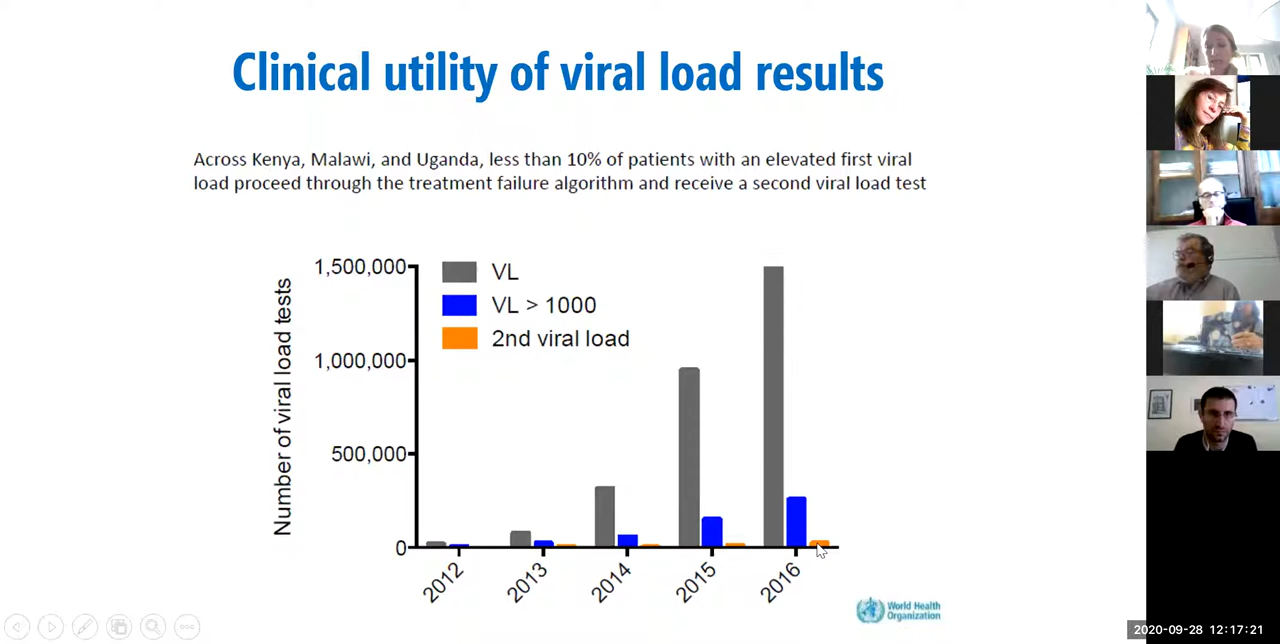 Clinical utility of viral load results
Across Kenya, Malawi, and Uganda, less than 10% of patients with an elevated first viral
load proceed through the treatment failure algorithm and receive a second viral load test
Number of viral load tests
1,500,000
1,000,000
500,000
0
VL
VL > 1000
2nd viral load
2012
2013
2014
2015
2016
World Health
Organization
2020-09-28 12:17:21